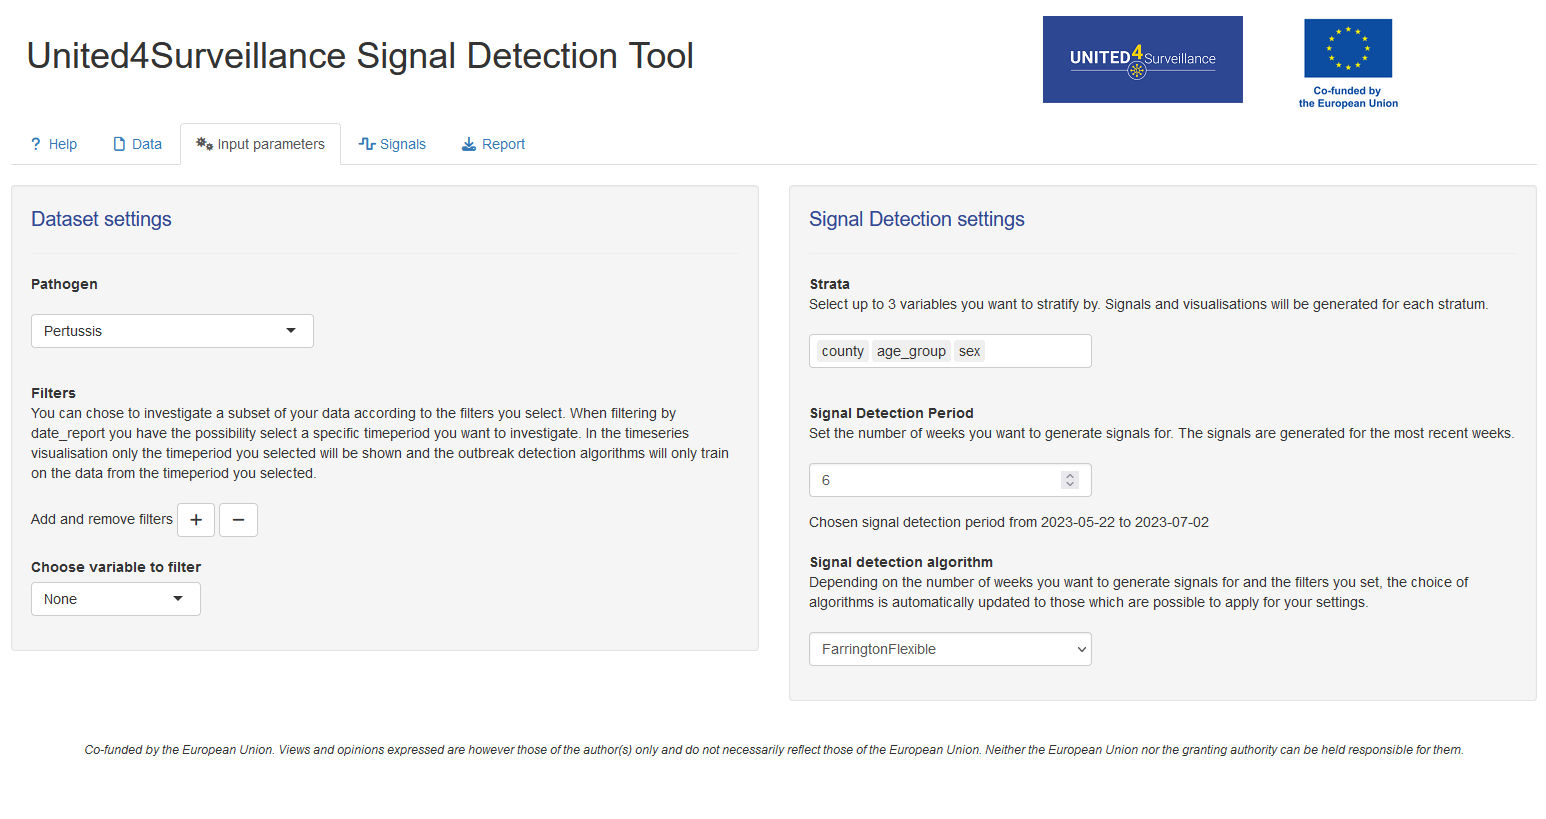 United4Surveillance Signal Detection Tool
UNITED4Surveillance
Co-funded by
the European Union
? Help
Data
Input parameters
Signals
Report
Dataset settings
Pathogen
Pertussis
Filters
You can chose to investigate a subset of your data according to the filters you select. When filtering by
date_report you have the possibility select a specific timeperiod you want to investigate. In the timeseries
visualisation only the timeperiod you selected will be shown and the outbreak detection algorithms will only train
on the data from the timeperiod you selected.
Add and remove filters + −
Choose variable to filter
None
Signal Detection settings
Strata
Select up to 3 variables you want to stratify by. Signals and visualisations will be generated for each stratum.
county age_group sex
Signal Detection Period
Set the number of weeks you want to generate signals for. The signals are generated for the most recent weeks.
6
Chosen signal detection period from 2023-05-22 to 2023-07-02
Signal detection algorithm
Depending on the number of weeks you want to generate signals for and the filters you set, the choice of
algorithms is automatically updated to those which are possible to apply for your settings.
FarringtonFlexible
Co-funded by the European Union. Views and opinions expressed are however those of the author(s) only and do not necessarily reflect those of the European Union. Neither the European Union nor the granting authority can be held responsible for them.